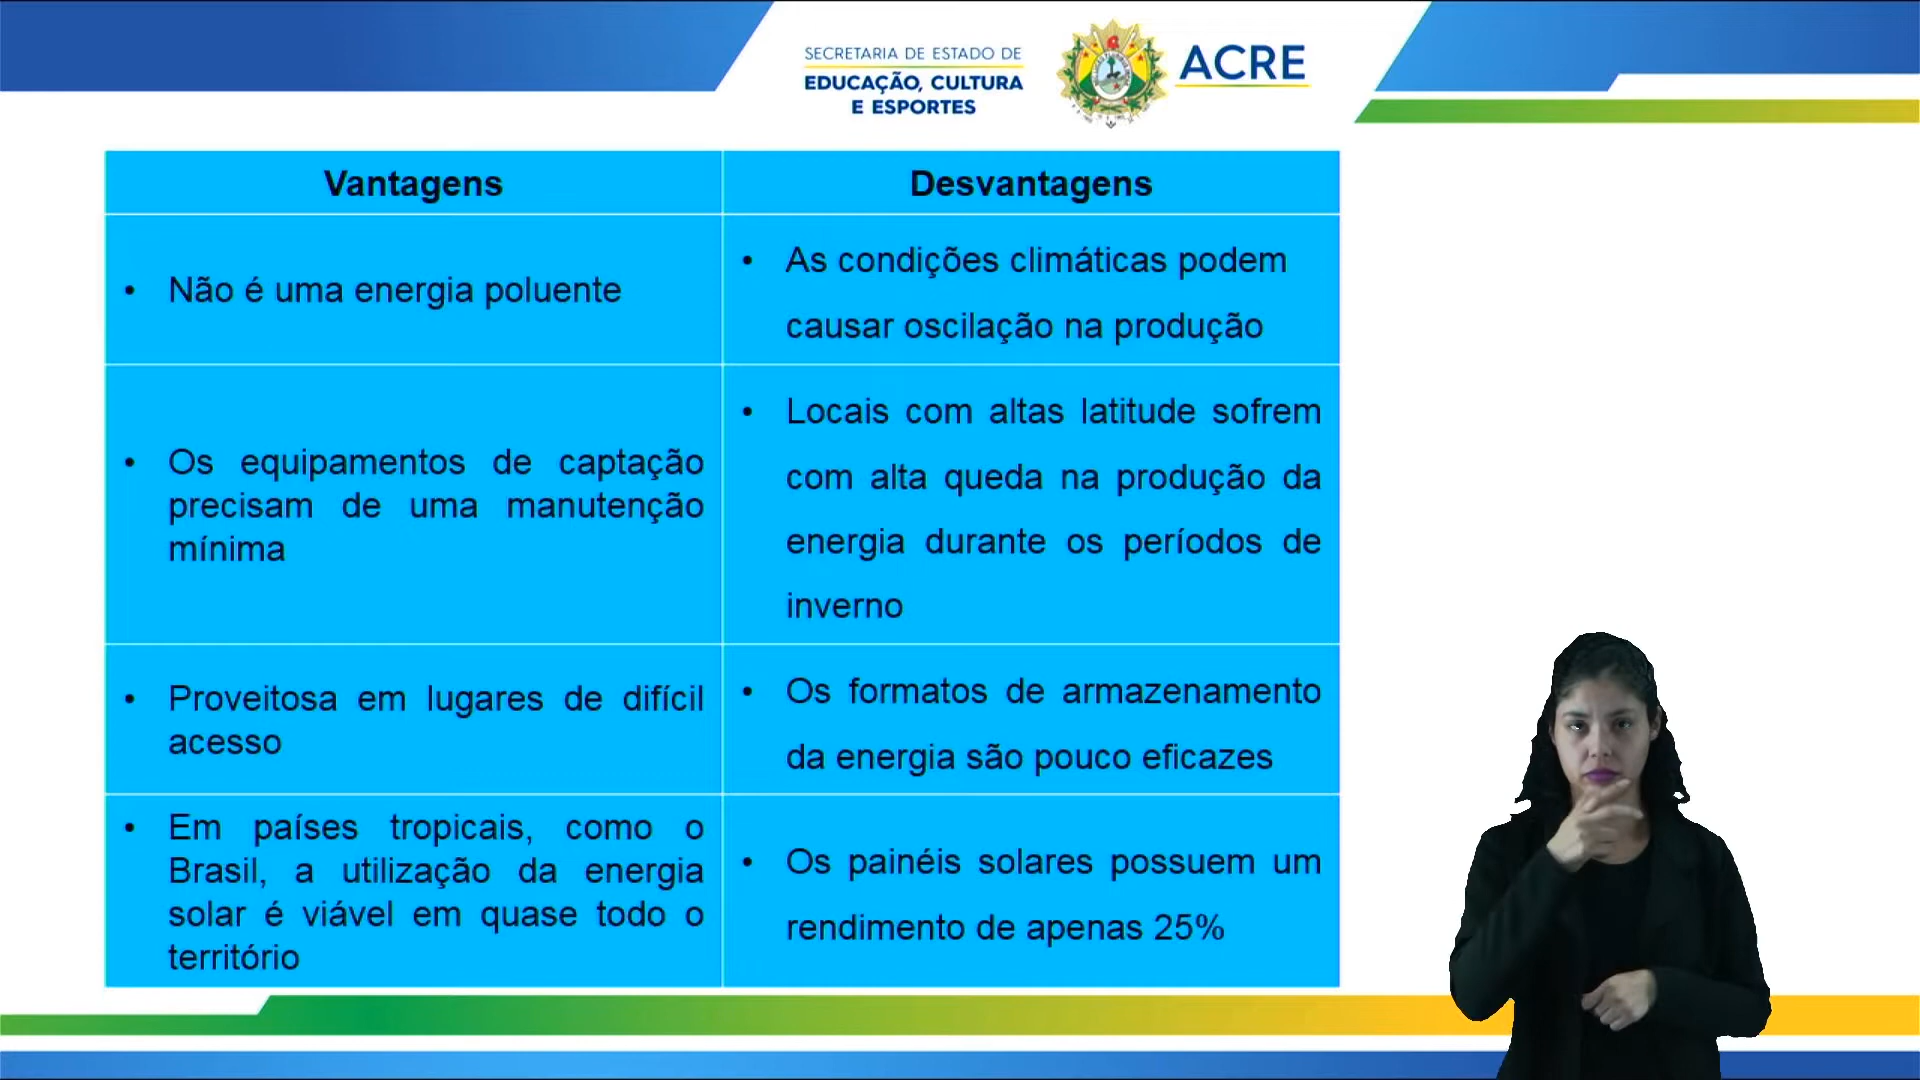 SECRETARIA DE ESTADO DE
EDUCAÇÃO, CULTURA
E ESPORTES
ACRE
Vantagens
Desvantagens
• Não é uma energia poluente
• As condições climáticas podem
causar oscilação na produção
• Os equipamentos de captação
precisam de uma manutenção
mínima
• Locais com altas latitude sofrem
com alta queda na produção da
energia durante os períodos de
inverno
• Proveitosa em lugares de difícil
acesso
• Os formatos de armazenamento
da energia são pouco eficazes
• Em países tropicais, como o
Brasil, a utilização da energia
solar é viável em quase todo o
território
• Os painéis solares possuem um
rendimento de apenas 25%